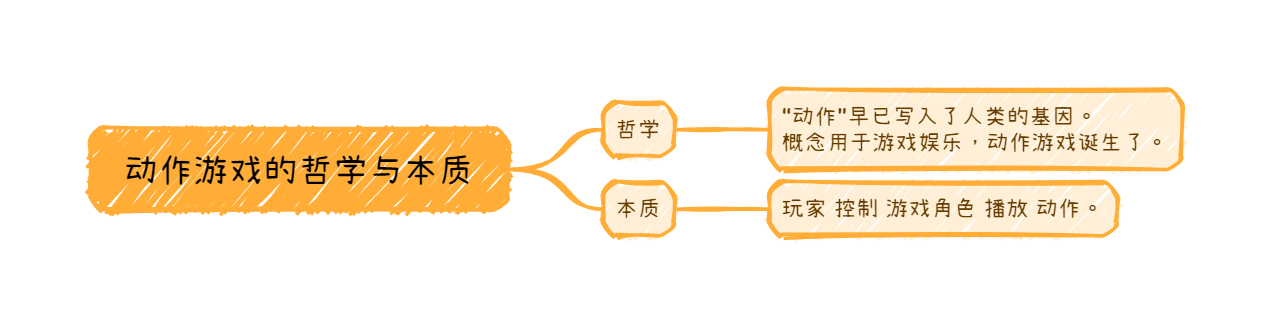 动作游戏的哲学与本质
哲学
“动作”早已写入了人类的基因。
概念用于游戏娱乐，动作游戏诞生了。
本质
玩家 控制 游戏角色 播放 动作。